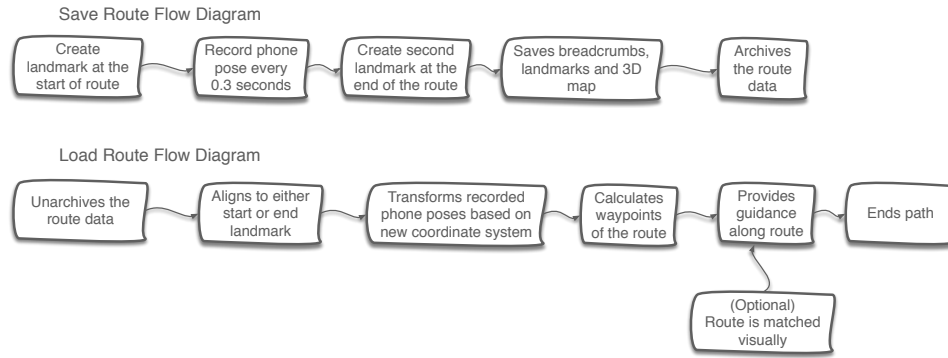 Save Route Flow Diagram
Create
landmark at the
start of route
Record phone
pose every
0.3 seconds
Create second
landmark at the
end of the route
Saves breadcrumbs,
landmarks and 3D
map
Archives
the route
data
Load Route Flow Diagram
Unarchives the
route data
Aligns to either
start or end
landmark
Transforms recorded
phone poses based on
new coordinate system
Calculates
waypoints
of the route
Provides
guidance
along route
Ends path
(Optional)
Route is matched
visually